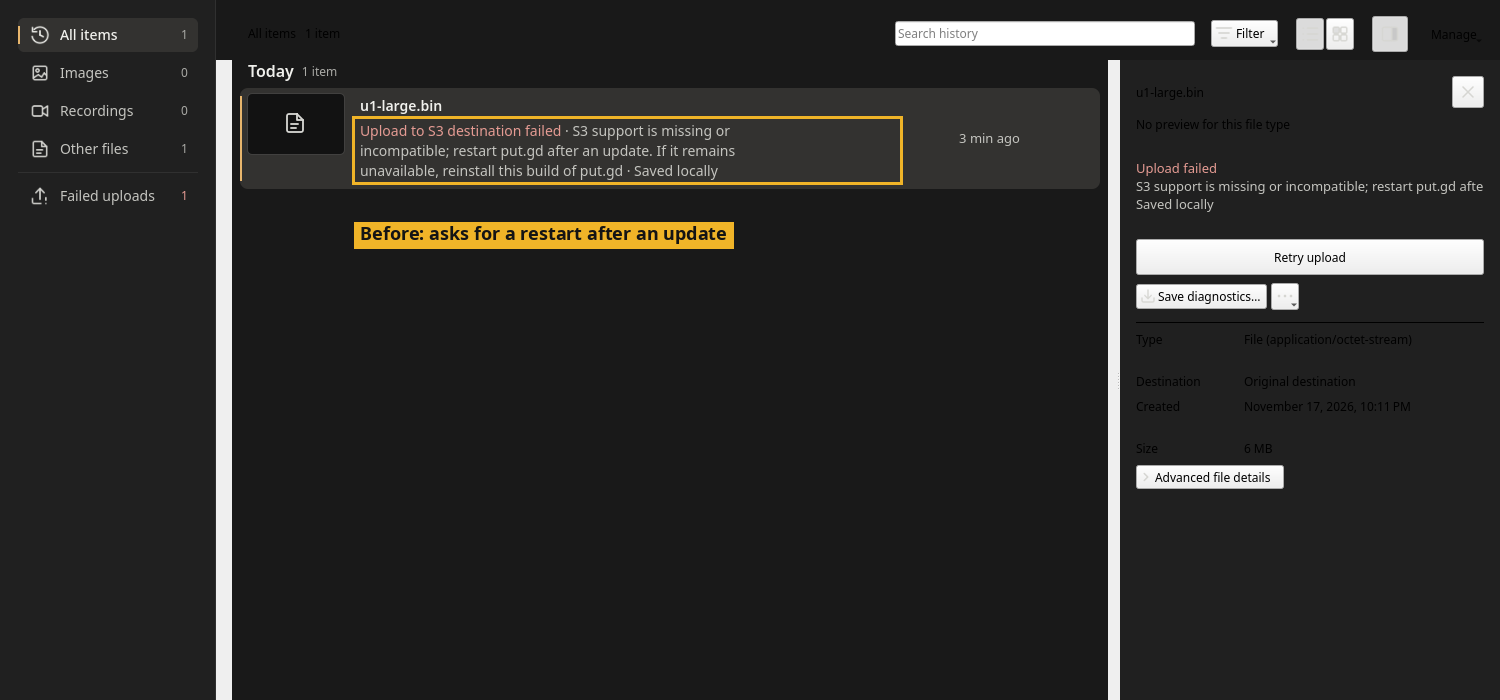 All items 1
Images 0
Recordings 0
Other files 1
Failed uploads 1
All items 1 item
Search history
Filter
Manage
Today 1 item
u1-large.bin
Upload to S3 destination failed · S3 support is missing or
incompatible; restart put.gd after an update. If it remains
unavailable, reinstall this build of put.gd · Saved locally
3 min ago
Before: asks for a restart after an update
u1-large.bin
No preview for this file type
Upload failed
S3 support is missing or incompatible; restart put.gd afte
Saved locally
Retry upload
Save diagnostics...
Type File (application/octet-stream)
Destination Original destination
Created November 17, 2026, 10:11 PM
Size 6 MB
Advanced file details